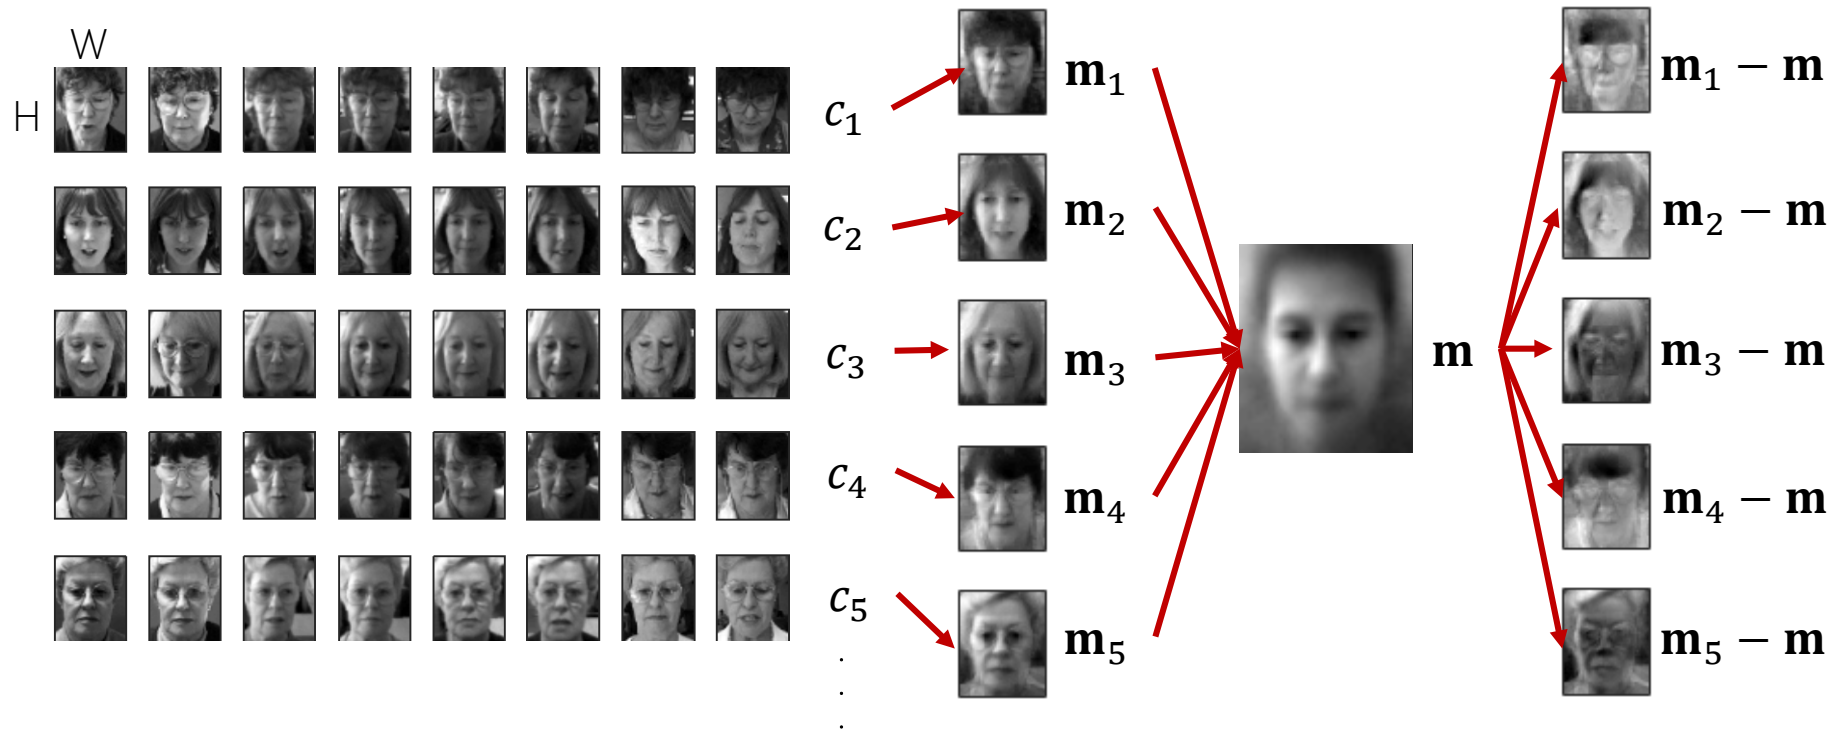 W
H
c₁
c₂
c₃
c₄
c₅
.
.
.
m₁
m₂
m₃
m₄
m₅
m
m₁ − m
m₂ − m
m₃ − m
m₄ − m
m₅ − m